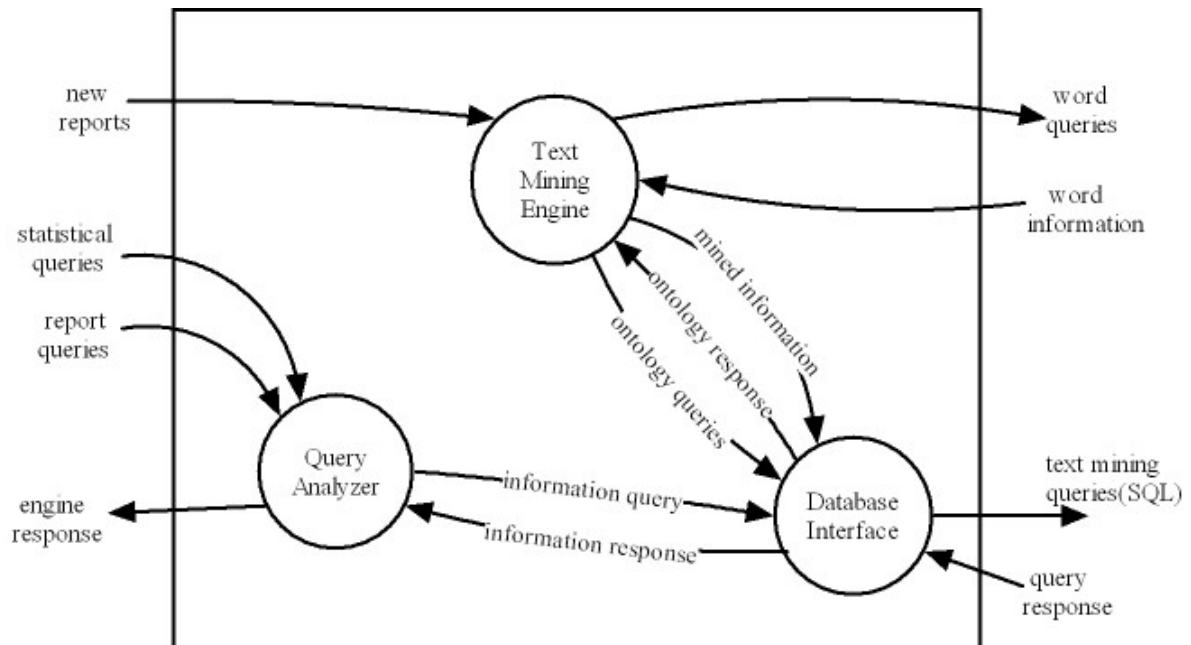 new
reports
word
queries
Text
Mining
Engine
word
information
statistical
queries
report
queries
mined information
ontology response
ontology queries
Query
Analyzer
information query
information response
engine
response
Database
Interface
text mining
queries(SQL)
query
response